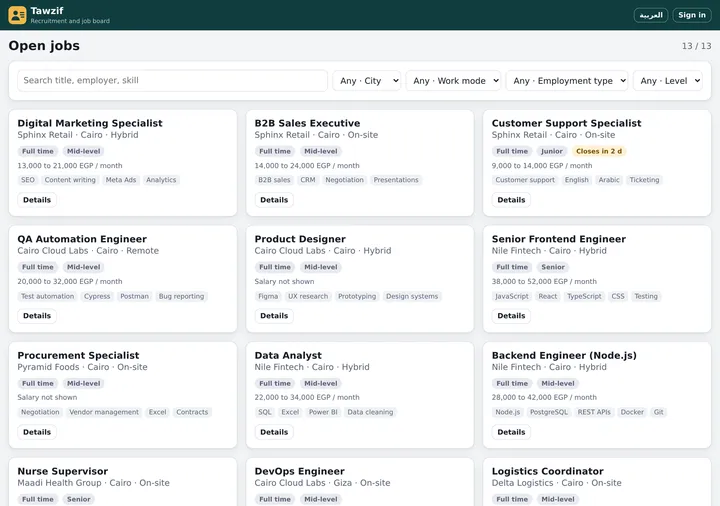 Tawzif
Recruitment and job board
العربية
Sign in
Open jobs
13 / 13
Search title, employer, skill
Any · City
Any · Work mode
Any · Employment type
Any · Level
Digital Marketing Specialist
Sphinx Retail · Cairo · Hybrid
Full time Mid-level
13,000 to 21,000 EGP / month
SEO Content writing Meta Ads Analytics
Details
B2B Sales Executive
Sphinx Retail · Cairo · On-site
Full time Mid-level
14,000 to 24,000 EGP / month
B2B sales CRM Negotiation Presentations
Details
Customer Support Specialist
Sphinx Retail · Cairo · On-site
Full time Junior Closes in 2 d
9,000 to 14,000 EGP / month
Customer support English Arabic Ticketing
Details
QA Automation Engineer
Cairo Cloud Labs · Cairo · Remote
Full time Mid-level
20,000 to 32,000 EGP / month
Test automation Cypress Postman Bug reporting
Details
Product Designer
Cairo Cloud Labs · Cairo · Hybrid
Full time Mid-level
Salary not shown
Figma UX research Prototyping Design systems
Details
Senior Frontend Engineer
Nile Fintech · Cairo · Hybrid
Full time Senior
38,000 to 52,000 EGP / month
JavaScript React TypeScript CSS Testing
Details
Procurement Specialist
Pyramid Foods · Cairo · On-site
Full time Mid-level
Salary not shown
Negotiation Vendor management Excel Contracts
Details
Data Analyst
Nile Fintech · Cairo · Hybrid
Full time Mid-level
22,000 to 34,000 EGP / month
SQL Excel Power BI Data cleaning
Details
Backend Engineer (Node.js)
Nile Fintech · Cairo · Hybrid
Full time Mid-level
28,000 to 42,000 EGP / month
Node.js PostgreSQL REST APIs Docker Git
Details
Nurse Supervisor
Maadi Health Group · Cairo · On-site
Full time Senior
DevOps Engineer
Cairo Cloud Labs · Giza · On-site
Full time Mid-level
Logistics Coordinator
Delta Logistics · Cairo · On-site
Full time Mid-level